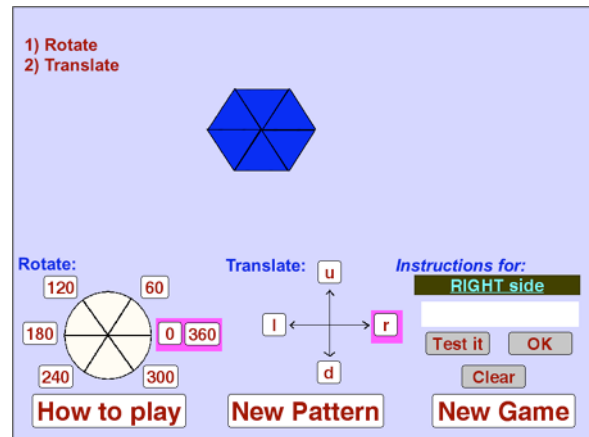 1) Rotate
2) Translate
Rotate:
120
60
180
0
360
240
300
Translate:
u
l
r
d
Instructions for:
RIGHT side
Test it
OK
Clear
How to play
New Pattern
New Game